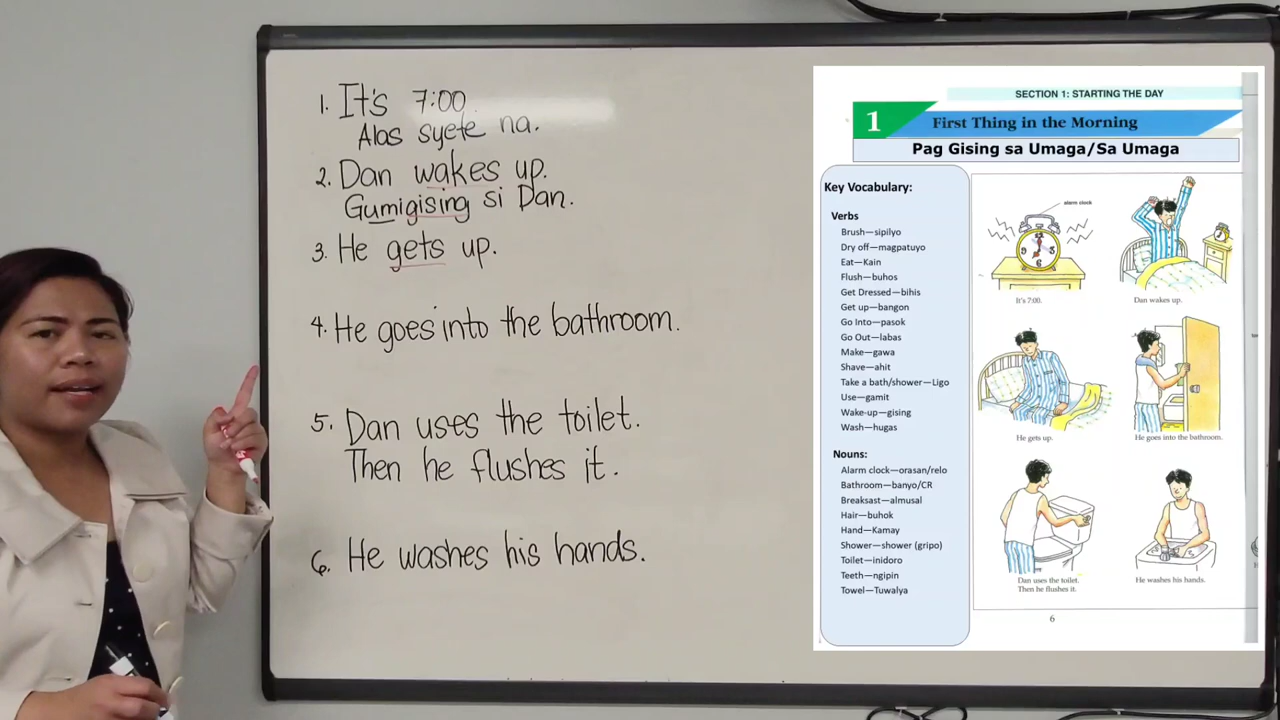 1. It's 7:00.
Alas syete na.
2. Dan wakes up.
Gumigising si Dan.
3. He gets up.
4. He goes into the bathroom.
5. Dan uses the toilet.
Then he flushes it.
6. He washes his hands.
SECTION 1: STARTING THE DAY
1 First Thing in the Morning
Pag Gising sa Umaga/Sa Umaga
Key Vocabulary:
Verbs
Brush—sipilyo
Dry off—magpatuyo
Eat—Kain
Flush—buhos
Get Dressed—bihis
Get up—bangon
Go Into—pasok
Go Out—labas
Make—gawa
Shave—ahit
Take a bath/shower—Ligo
Use—gamit
Wake-up—gising
Wash—hugas
Nouns:
Alarm clock—orasan/relo
Bathroom—banyo/CR
Breaksast—almusal
Hair—buhok
Hand—Kamay
Shower—shower (gripo)
Toilet—inidoro
Teeth—ngipin
Towel—Tuwalya
alarm clock
It's 7:00.
Dan wakes up.
He gets up.
He goes into the bathroom.
Dan uses the toilet.
Then he flushes it.
He washes his hands.
6